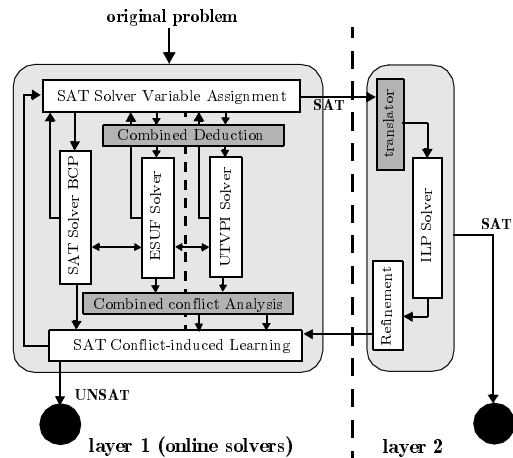 original problem
SAT Solver Variable Assignment
SAT
translator
Combined Deduction
SAT Solver BCP
ESUF Solver
UTVPI Solver
ILP Solver
SAT
Refinement
Combined conflict Analysis
SAT Conflict-induced Learning
UNSAT
layer 1 (online solvers)
layer 2